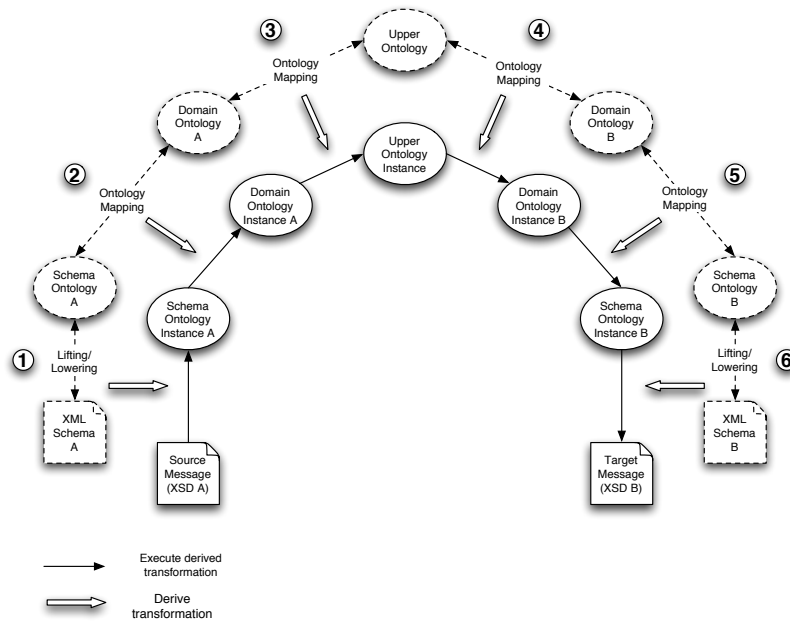 3
4
Upper
Ontology
Ontology
Mapping
Ontology
Mapping
Domain
Ontology
A
Domain
Ontology
B
Upper
Ontology
Instance
2
5
Ontology
Mapping
Domain
Ontology
Instance A
Domain
Ontology
Instance B
Ontology
Mapping
Schema
Ontology
A
Schema
Ontology
Instance A
Schema
Ontology
Instance B
Schema
Ontology
B
1
Lifting/
Lowering
Lifting/
Lowering
6
XML
Schema
A
Source
Message
(XSD A)
Target
Message
(XSD B)
XML
Schema
B
Execute derived
transformation
Derive
transformation